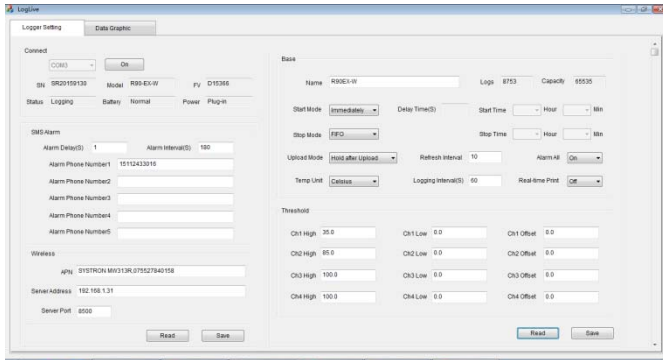 LogLive
Logger Setting
Data Graphic
Connect
COM3 On
SN SR20159130 Model R90-EX-W FV D15366
Status Logging Battery Normal Power Plug-in
SMS Alarm
Alarm Delay(S) 1 Alarm Interval(S) 180
Alarm Phone Number1 15112433016
Alarm Phone Number2
Alarm Phone Number3
Alarm Phone Number4
Alarm Phone Number5
Wireless
APN SYSTRON MW313R,075527840158
Server Address 192.168.1.31
Server Port 8500
Read Save
Base
Name R90EX-W Logs 8753 Capacity 65535
Start Mode Immediately Delay Time(S) Start Time Hour Min
Stop Mode FIFO Stop Time Hour Min
Upload Mode Hold after Upload Refresh Interval 10 Alarm All On
Temp Unit Celsius Logging Interval(S) 60 Real-time Print Off
Threshold
Ch1 High 35.0 Ch1 Low 0.0 Ch1 Offset 0.0
Ch2 High 85.0 Ch2 Low 0.0 Ch2 Offset 0.0
Ch3 High 100.0 Ch3 Low 0.0 Ch3 Offset 0.0
Ch4 High 100.0 Ch4 Low 0.0 Ch4 Offset 0.0
Read Save